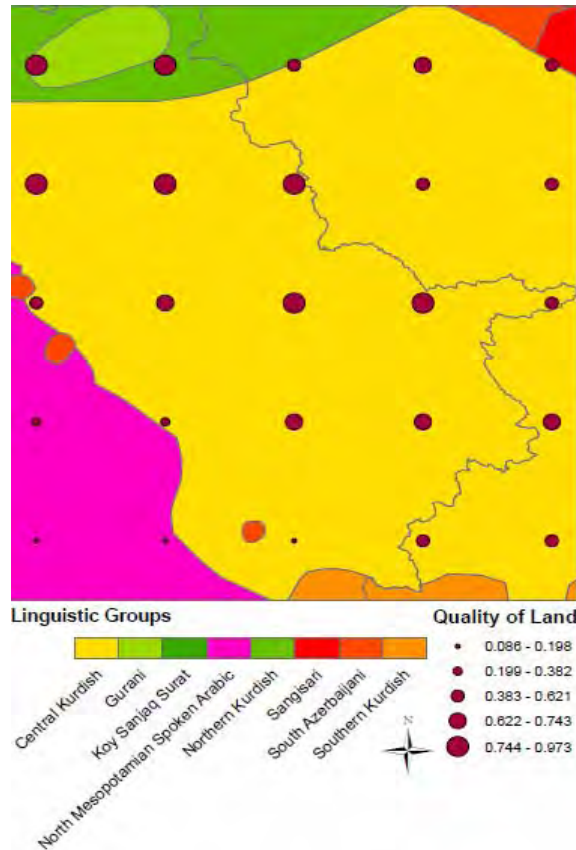 Linguistic Groups
Central Kurdish
Gurani
Koy Sanjaq Surat
North Mesopotamian Spoken Arabic
Northern Kurdish
Sangisari
South Azerbaijani
Southern Kurdish
N
Quality of Land
0.086 - 0.198
0.199 - 0.382
0.383 - 0.621
0.622 - 0.743
0.744 - 0.973